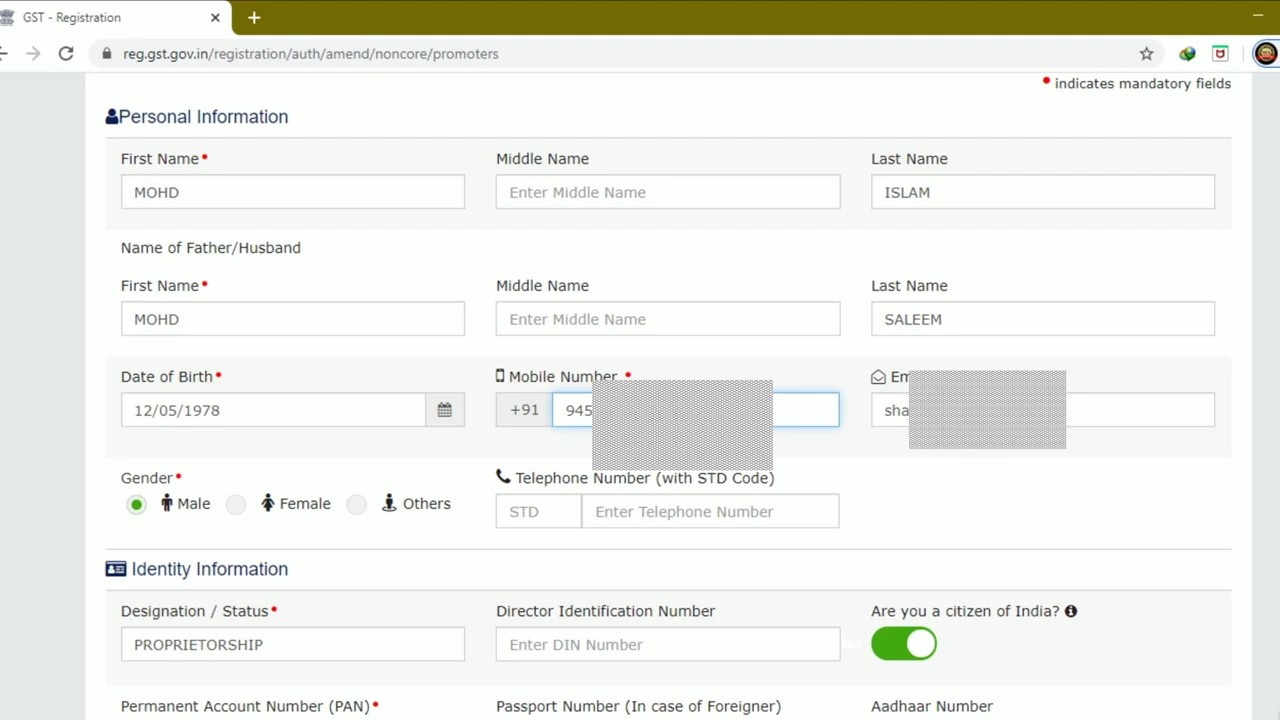 GST - Registration
reg.gst.gov.in/registration/auth/amend/noncore/promoters
• indicates mandatory fields
Personal Information
First Name• Middle Name Last Name
MOHD Enter Middle Name ISLAM
Name of Father/Husband
First Name• Middle Name Last Name
MOHD Enter Middle Name SALEEM
Date of Birth• Mobile Number •
12/05/1978 +91 945 sha
Gender• Telephone Number (with STD Code)
Male Female Others STD Enter Telephone Number
Identity Information
Designation / Status• Director Identification Number Are you a citizen of India?
PROPRIETORSHIP Enter DIN Number
Permanent Account Number (PAN)• Passport Number (In case of Foreigner) Aadhaar Number